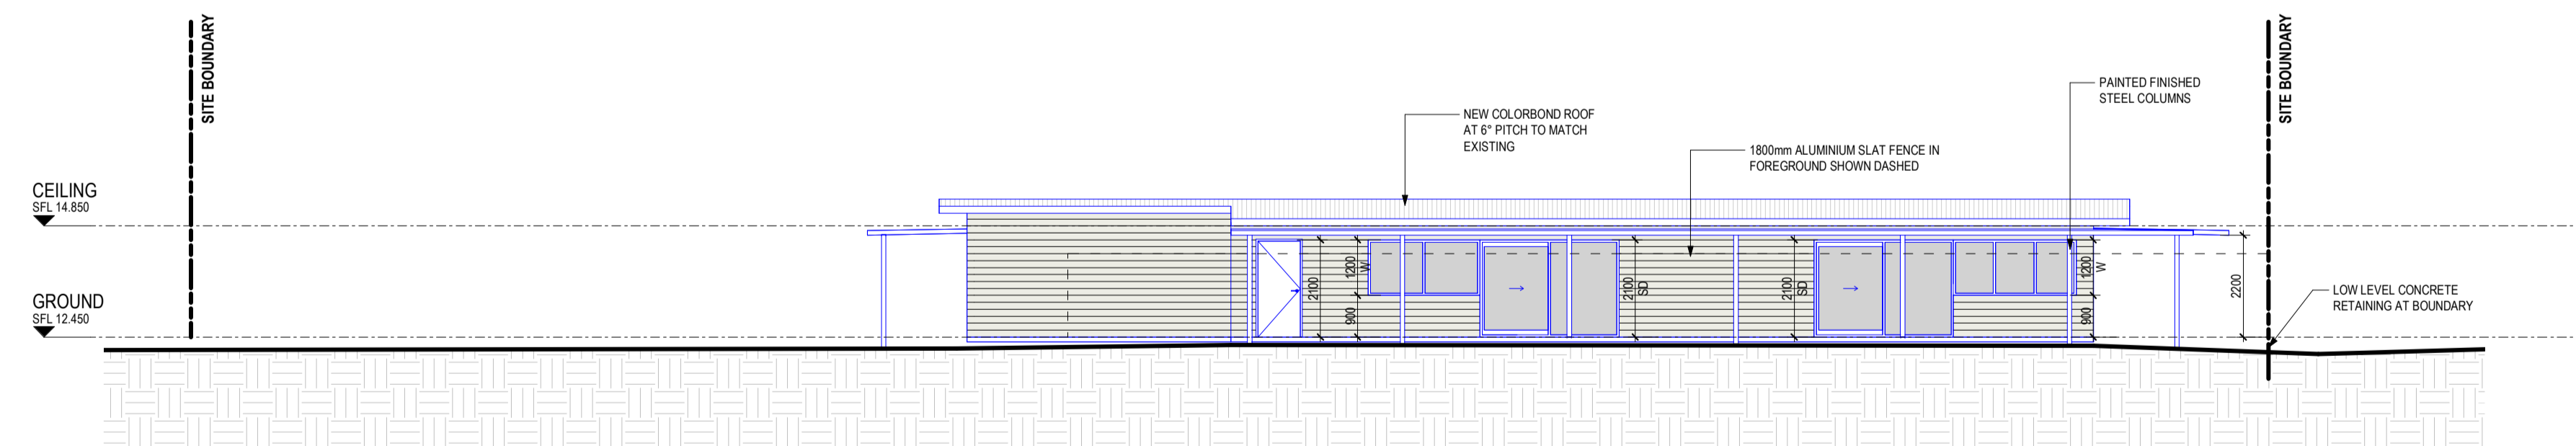 SITE BOUNDARY
SITE BOUNDARY
PAINTED FINISHED
STEEL COLUMNS
NEW COLORBOND ROOF
AT 6° PITCH TO MATCH
EXISTING
1800mm ALUMINIUM SLAT FENCE IN
FOREGROUND SHOWN DASHED
CEILING
SFL 14.850
GROUND
SFL 12.450
2100
1200
W
900
2100
SD
2100
SD
1200
W
900
2200
LOW LEVEL CONCRETE
RETAINING AT BOUNDARY